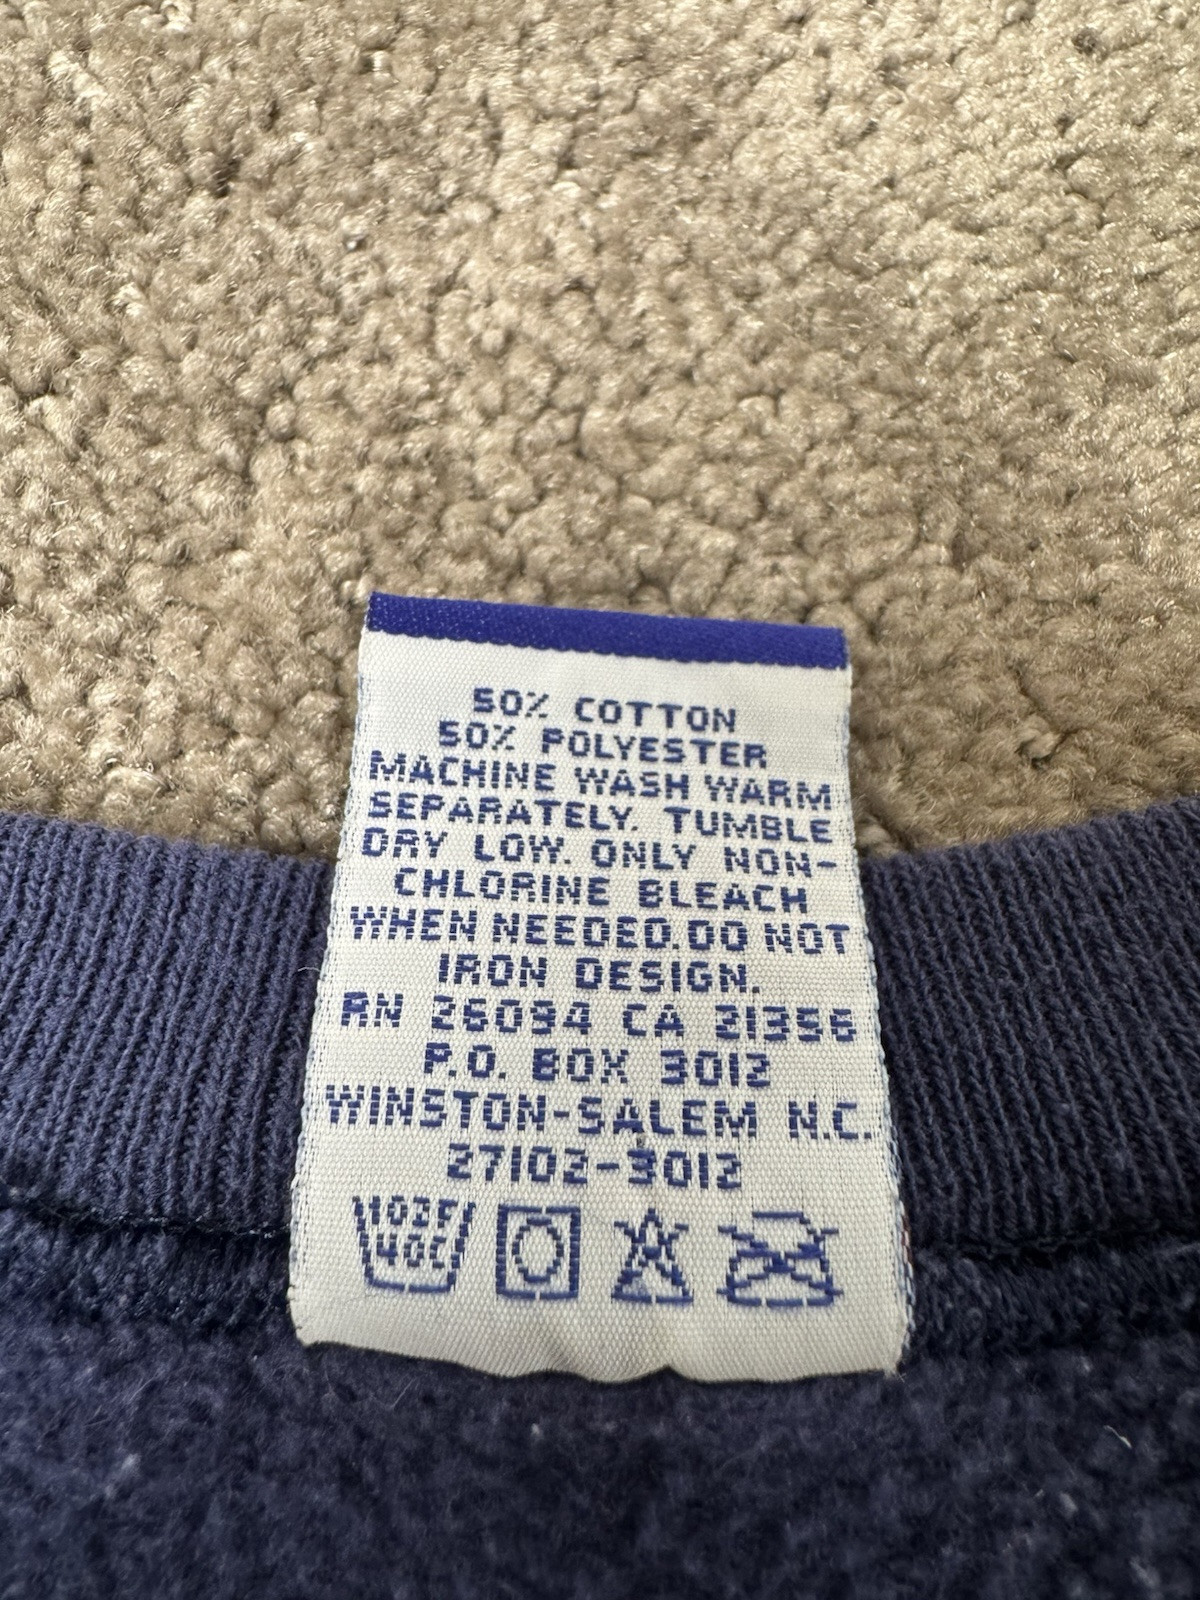 50% COTTON
50% POLYESTER
MACHINE WASH WARM
SEPARATELY. TUMBLE
DRY LOW. ONLY NON-
CHLORINE BLEACH
WHEN NEEDED. DO NOT
IRON DESIGN.
RN 26094 CA 21356
P.O. BOX 3012
WINSTON-SALEM N.C.
27102-3012
102F
40C